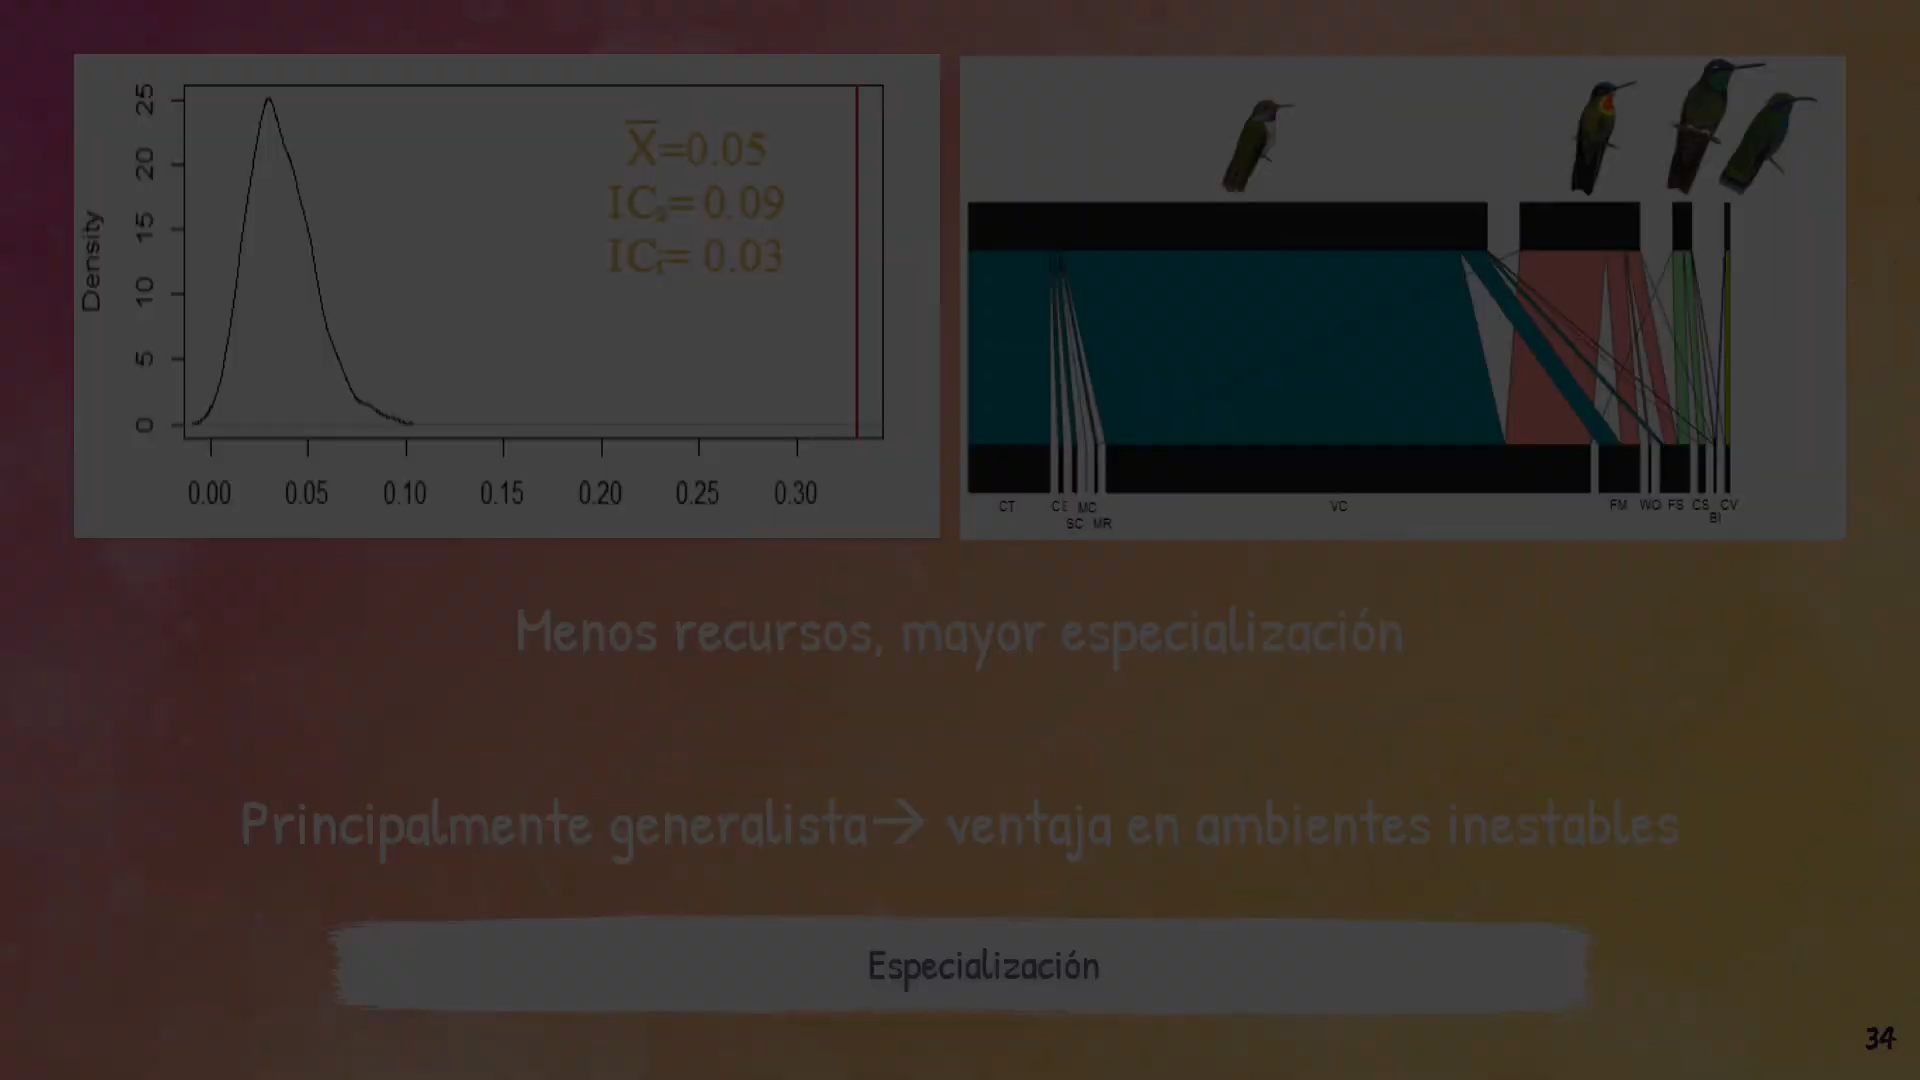 25
20
15
10
5
0
Density
X=0.05
ICs= 0.09
ICi= 0.03
0.00 0.05 0.10 0.15 0.20 0.25 0.30
CT CE MC VC FM WO FS CS CV
SC MR BI
Menos recursos, mayor especialización
Principalmente generalista→ ventaja en ambientes inestables
Especialización
34